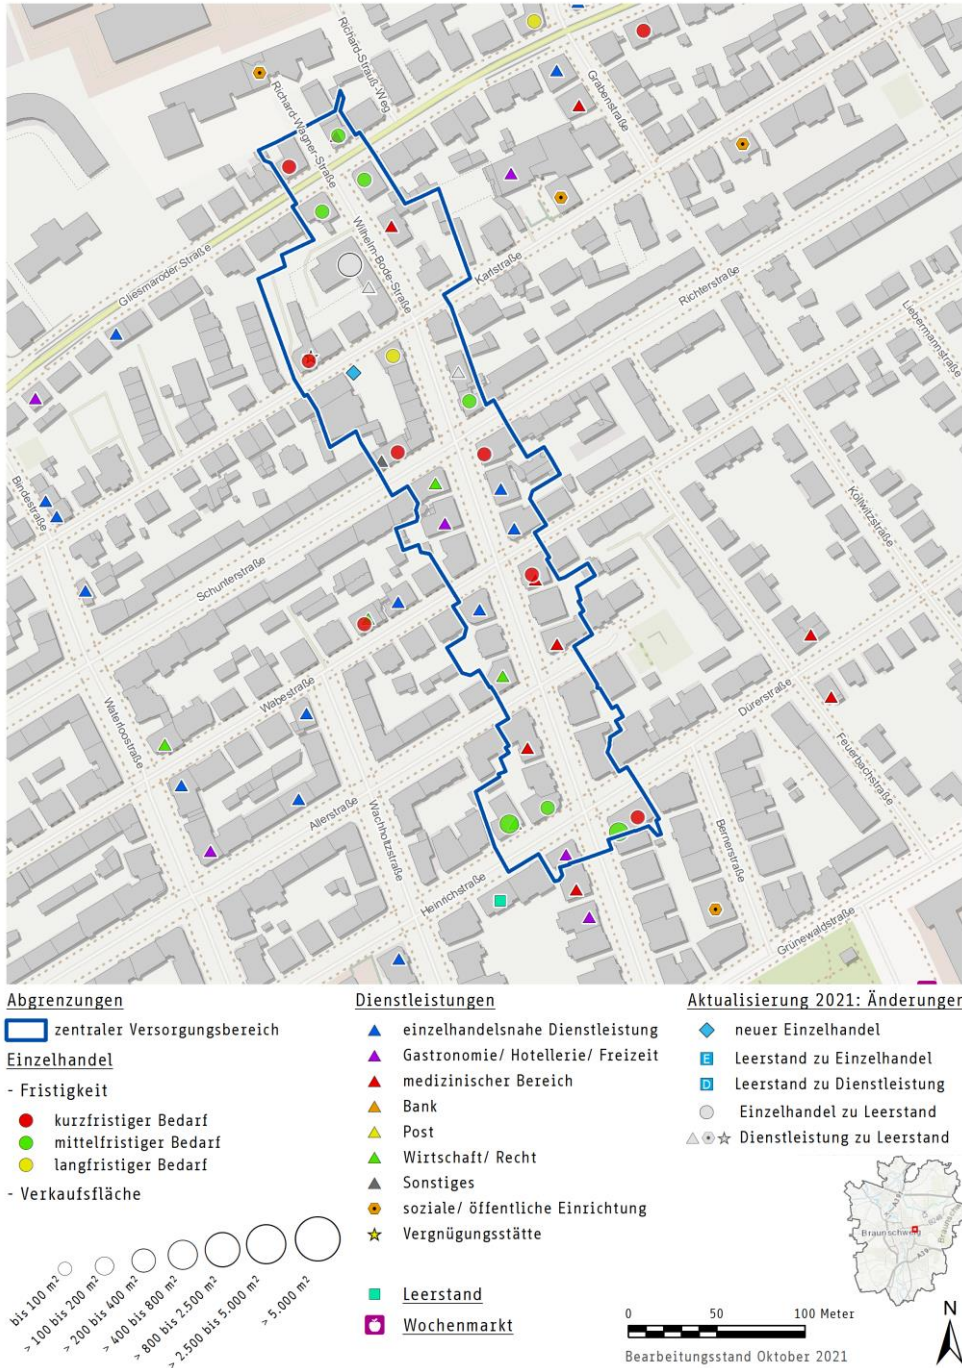 Richard-Strauß-Weg
Richard-Wagner-Straße
Grabenstraße
Wilhelm-Bode-Straße
Karlstraße
Gliesmaroder Straße
Richterstraße
Liebermannstraße
Bindestraße
Kollwitzstraße
Schunterstraße
Wabestraße
Waterloostraße
Dürerstraße
Feuerbachstraße
Allerstraße
Wachholtzstraße
Bernerstraße
Heinrichstraße
Grünewaldstraße
Abgrenzungen
zentraler Versorgungsbereich
Einzelhandel
- Fristigkeit
kurzfristiger Bedarf
mittelfristiger Bedarf
langfristiger Bedarf
- Verkaufsfläche
bis 100 m²
> 100 bis 200 m²
> 200 bis 400 m²
> 400 bis 800 m²
> 800 bis 2.500 m²
> 2.500 bis 5.000 m²
> 5.000 m²
Dienstleistungen
einzelhandelsnahe Dienstleistung
Gastronomie/ Hotellerie/ Freizeit
medizinischer Bereich
Bank
Post
Wirtschaft/ Recht
Sonstiges
soziale/ öffentliche Einrichtung
Vergnügungsstätte
Leerstand
Wochenmarkt
Aktualisierung 2021: Änderungen
neuer Einzelhandel
E Leerstand zu Einzelhandel
D Leerstand zu Dienstleistung
Einzelhandel zu Leerstand
Dienstleistung zu Leerstand
Braunschweig
A39
0 50 100 Meter
N
Bearbeitungsstand Oktober 2021